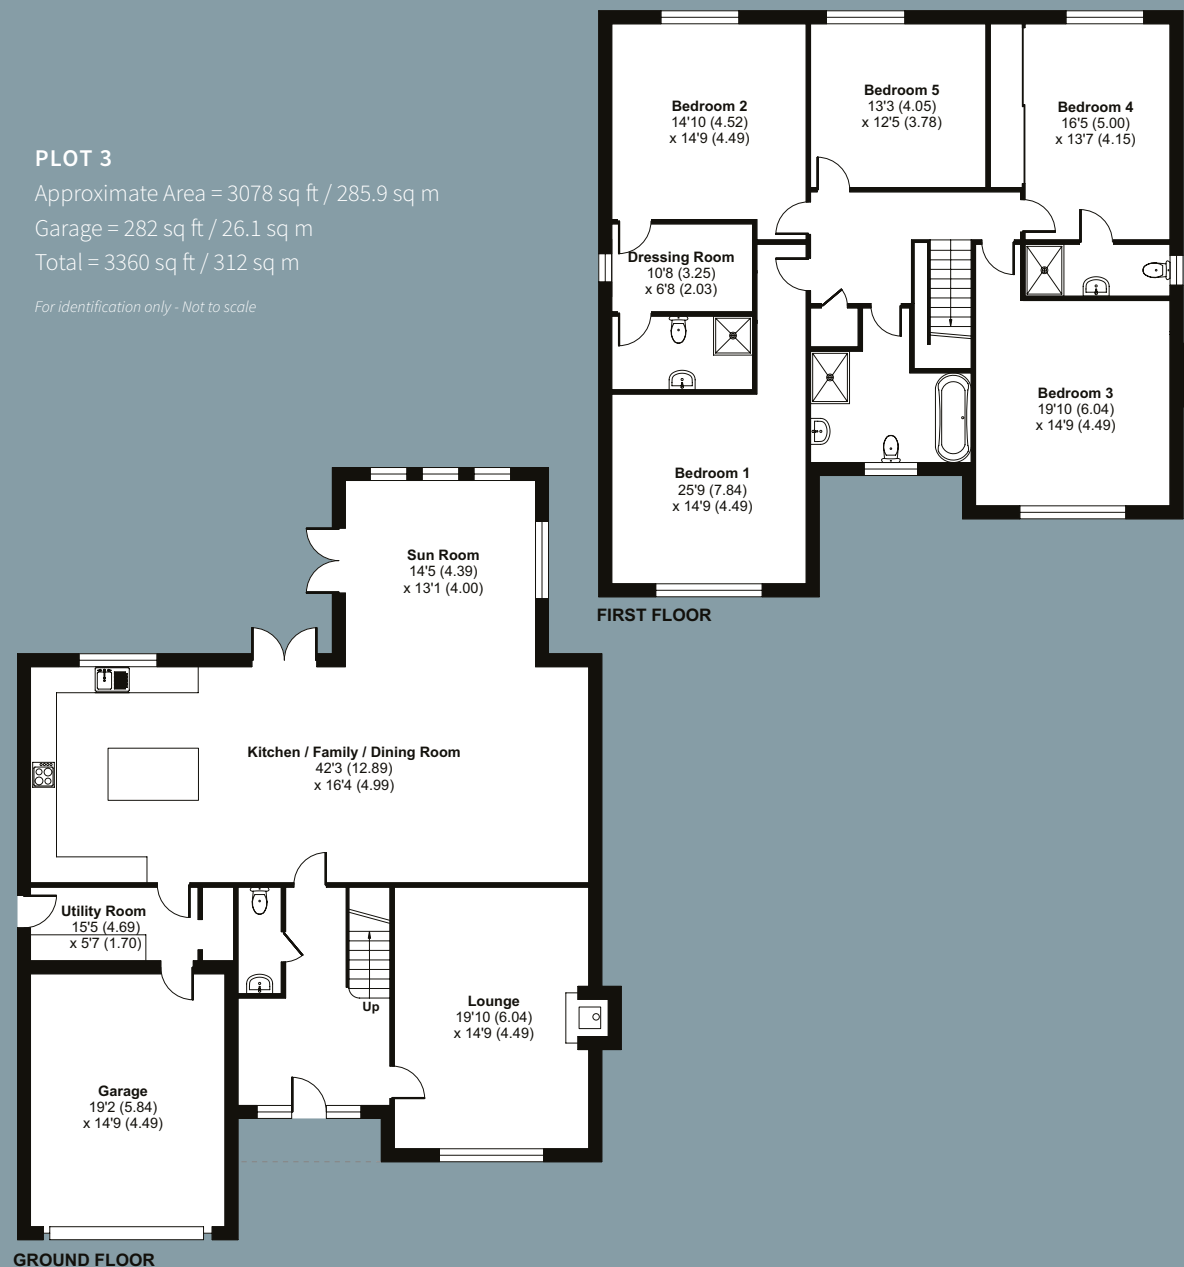 PLOT 3
Approximate Area = 3078 sq ft / 285.9 sq m
Garage = 282 sq ft / 26.1 sq m
Total = 3360 sq ft / 312 sq m
For identification only - Not to scale
Bedroom 2
14'10 (4.52)
x 14'9 (4.49)
Bedroom 5
13'3 (4.05)
x 12'5 (3.78)
Bedroom 4
16'5 (5.00)
x 13'7 (4.15)
Dressing Room
10'8 (3.25)
x 6'8 (2.03)
Bedroom 3
19'10 (6.04)
x 14'9 (4.49)
Bedroom 1
25'9 (7.84)
x 14'9 (4.49)
FIRST FLOOR
Sun Room
14'5 (4.39)
x 13'1 (4.00)
Kitchen / Family / Dining Room
42'3 (12.89)
x 16'4 (4.99)
Utility Room
15'5 (4.69)
x 5'7 (1.70)
Up
Lounge
19'10 (6.04)
x 14'9 (4.49)
Garage
19'2 (5.84)
x 14'9 (4.49)
GROUND FLOOR